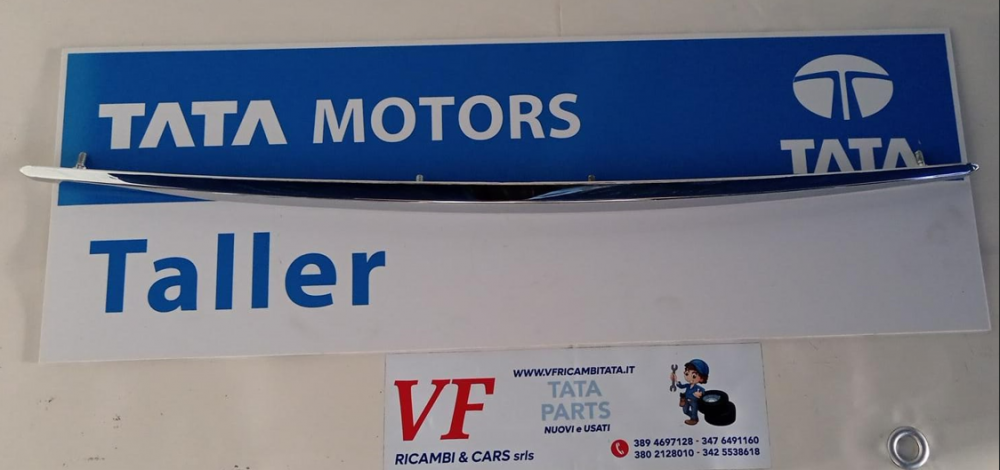 TATA MOTORS
TATA
Taller
VF
RICAMBI & CARS srls
WWW.VFRICAMBITATA.IT
TATA
PARTS
NUOVI e USATI
389 4697128 - 347 6491160
380 2128010 - 342 5538618